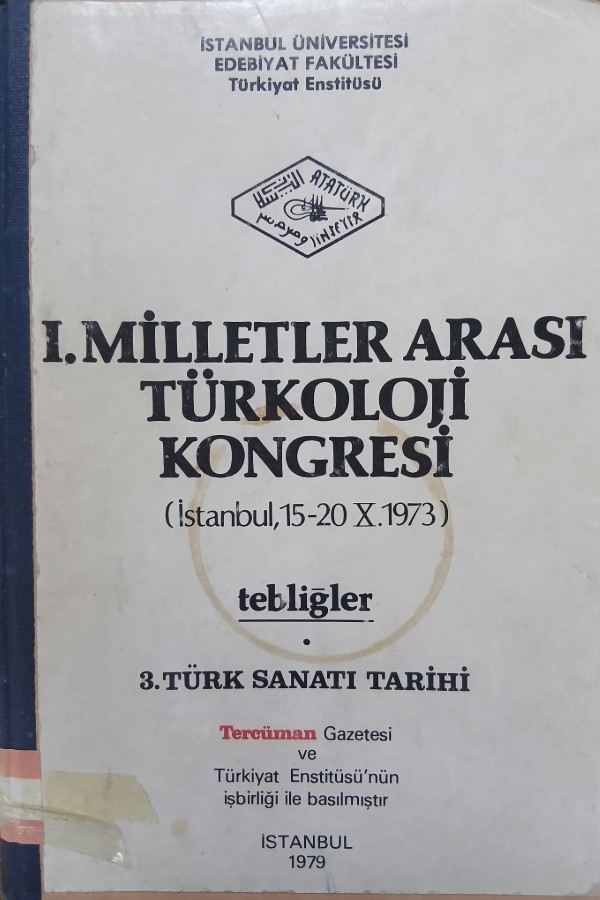 İSTANBUL ÜNİVERSİTESİ
EDEBİYAT FAKÜLTESİ
Türkiyat Enstitüsü
ATATÜRK
I.MİLLETLER ARASI
TÜRKOLOJİ
KONGRESİ
(İstanbul,15-20 X.1973)
tebliğler
3.TÜRK SANATI TARİHİ
Tercüman Gazetesi
ve
Türkiyat Enstitüsü'nün
işbirliği ile basılmıştır
İSTANBUL
1979